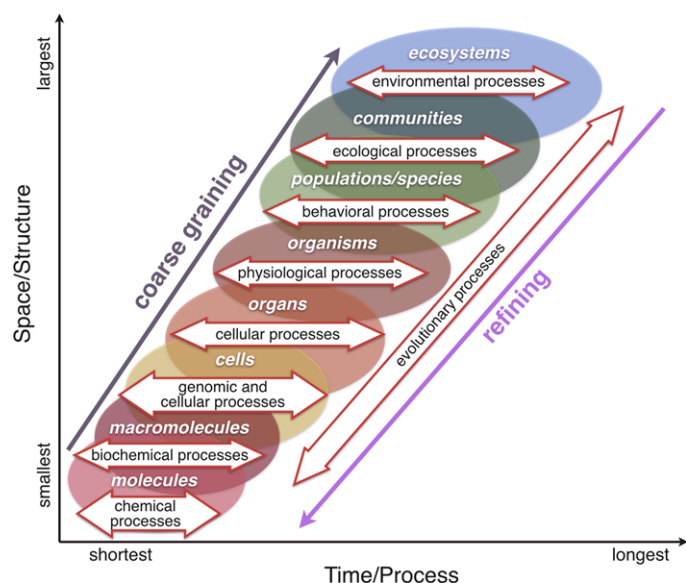 largest
Space/Structure
smallest
coarse graining
ecosystems
environmental processes
communities
ecological processes
populations/species
behavioral processes
organisms
physiological processes
organs
cellular processes
cells
genomic and
cellular processes
macromolecules
biochemical processes
molecules
chemical
processes
evolutionary processes
refining
shortest
longest
Time/Process